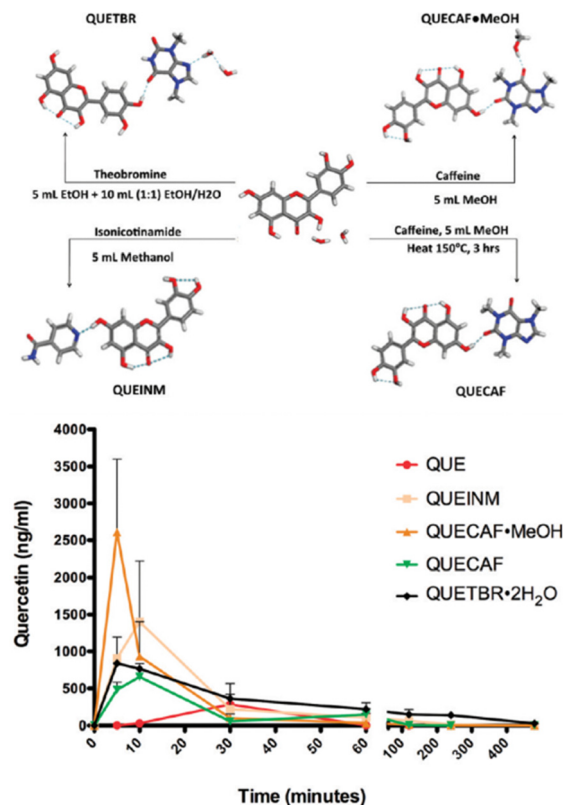 QUETBR
QUECAF•MeOH
Theobromine
5 mL EtOH + 10 mL (1:1) EtOH/H2O
Caffeine
5 mL MeOH
Isonicotinamide
5 mL Methanol
Caffeine, 5 mL MeOH
Heat 150°C, 3 hrs
QUEINM
QUECAF
4000
3500
3000
2500
2000
1500
1000
500
0
Quercetin (ng/ml)
QUE
QUEINM
QUECAF•MeOH
QUECAF
QUETBR•2H₂O
0 10 20 30 40 50 60 100 200 300 400
Time (minutes)